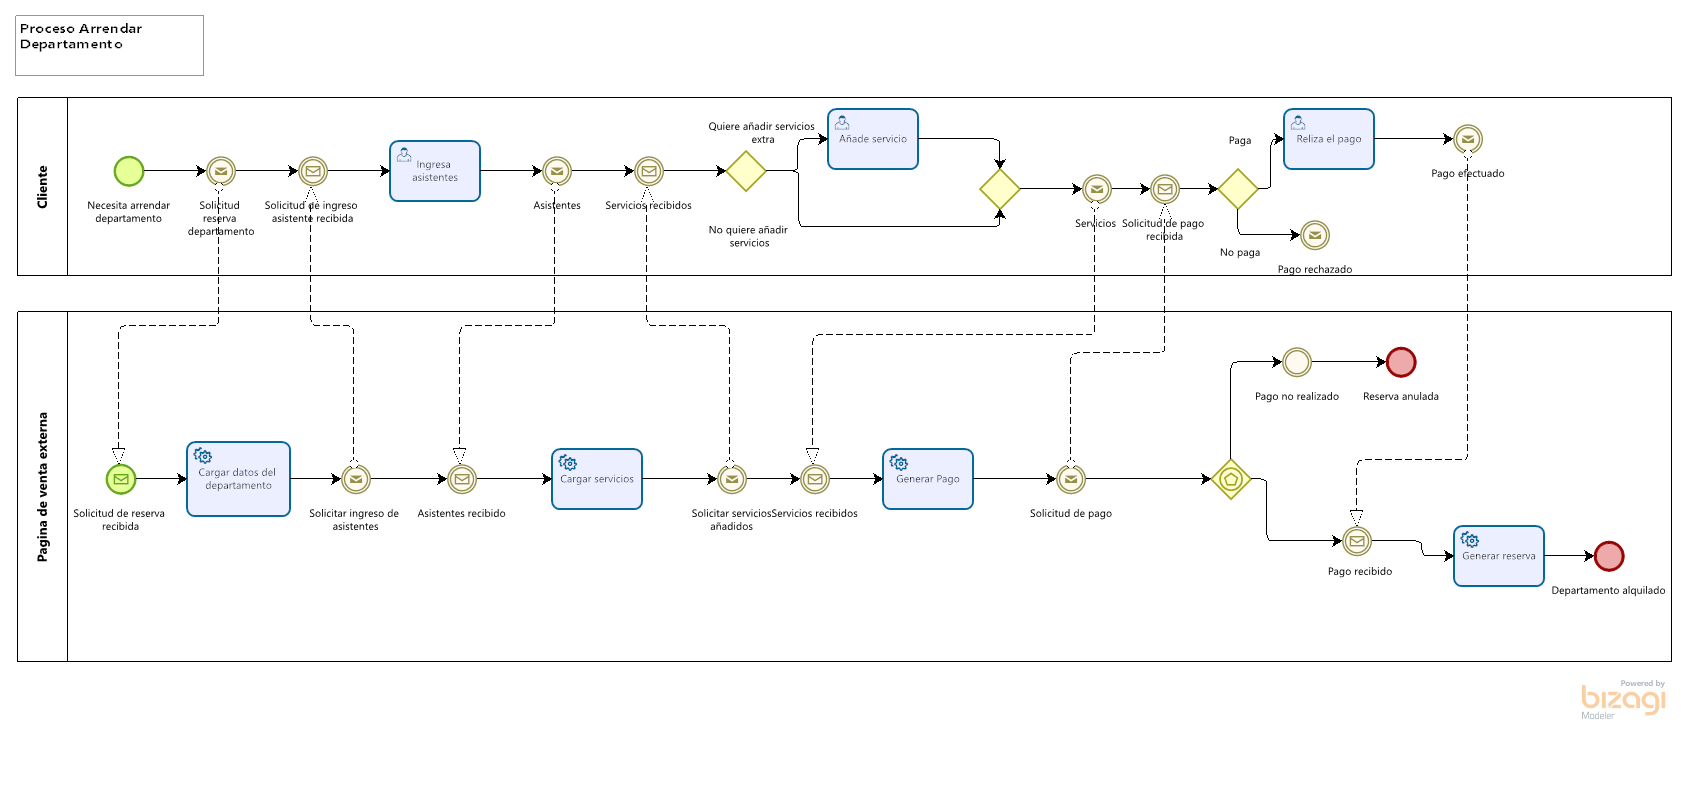 Proceso Arrendar
Departamento
Cliente
Necesita arrendar
departamento
Solicitud
reserva
departamento
Solicitud de ingreso
asistente recibida
Ingresa
asistentes
Asistentes
Servicios recibidos
Quiere añadir servicios
extra
No quiere añadir
servicios
Añade servicio
Servicios
Solicitud de pago
recibida
Paga
No paga
Reliza el pago
Pago efectuado
Pago rechazado
Pagina de venta externa
Solicitud de reserva
recibida
Cargar datos del
departamento
Solicitar ingreso de
asistentes
Asistentes recibido
Cargar servicios
Solicitar servicios
añadidos
Servicios recibidos
Generar Pago
Solicitud de pago
Pago no realizado
Reserva anulada
Pago recibido
Generar reserva
Departamento alquilado
Powered by
bizagi
Modeler